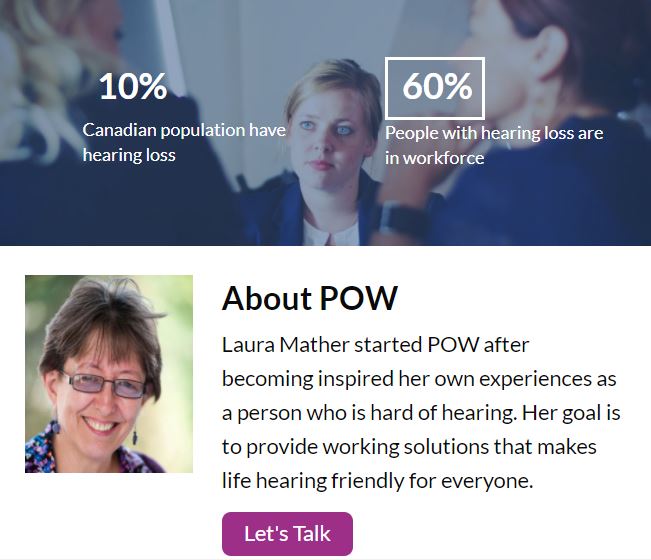 10%
Canadian population have
hearing loss
60%
People with hearing loss are
in workforce
About POW
Laura Mather started POW after
becoming inspired her own experiences as
a person who is hard of hearing. Her goal is
to provide working solutions that makes
life hearing friendly for everyone.
Let's Talk